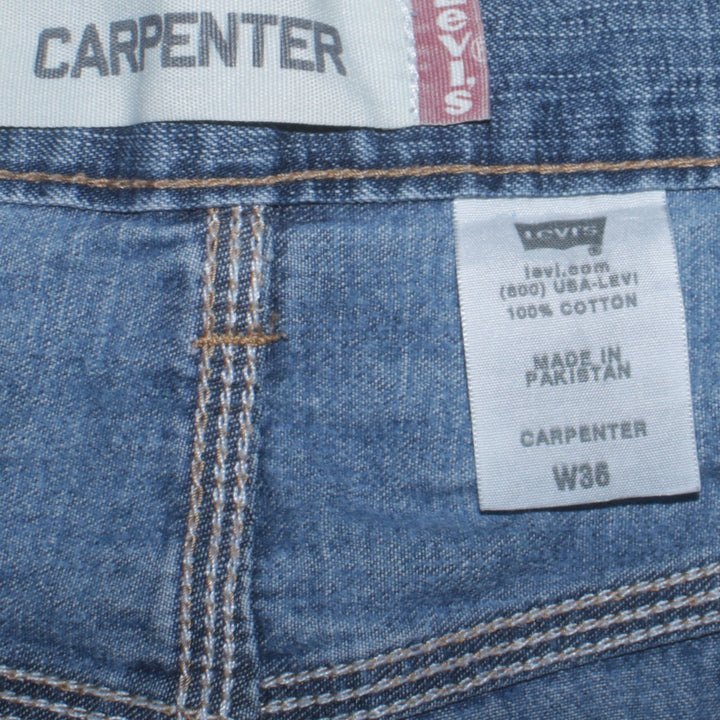 CARPENTER
Levi's®
LEVI'S
®
levi.com
(800) USA-LEVI
100% COTTON
MADE IN
PAKISTAN
CARPENTER
W36